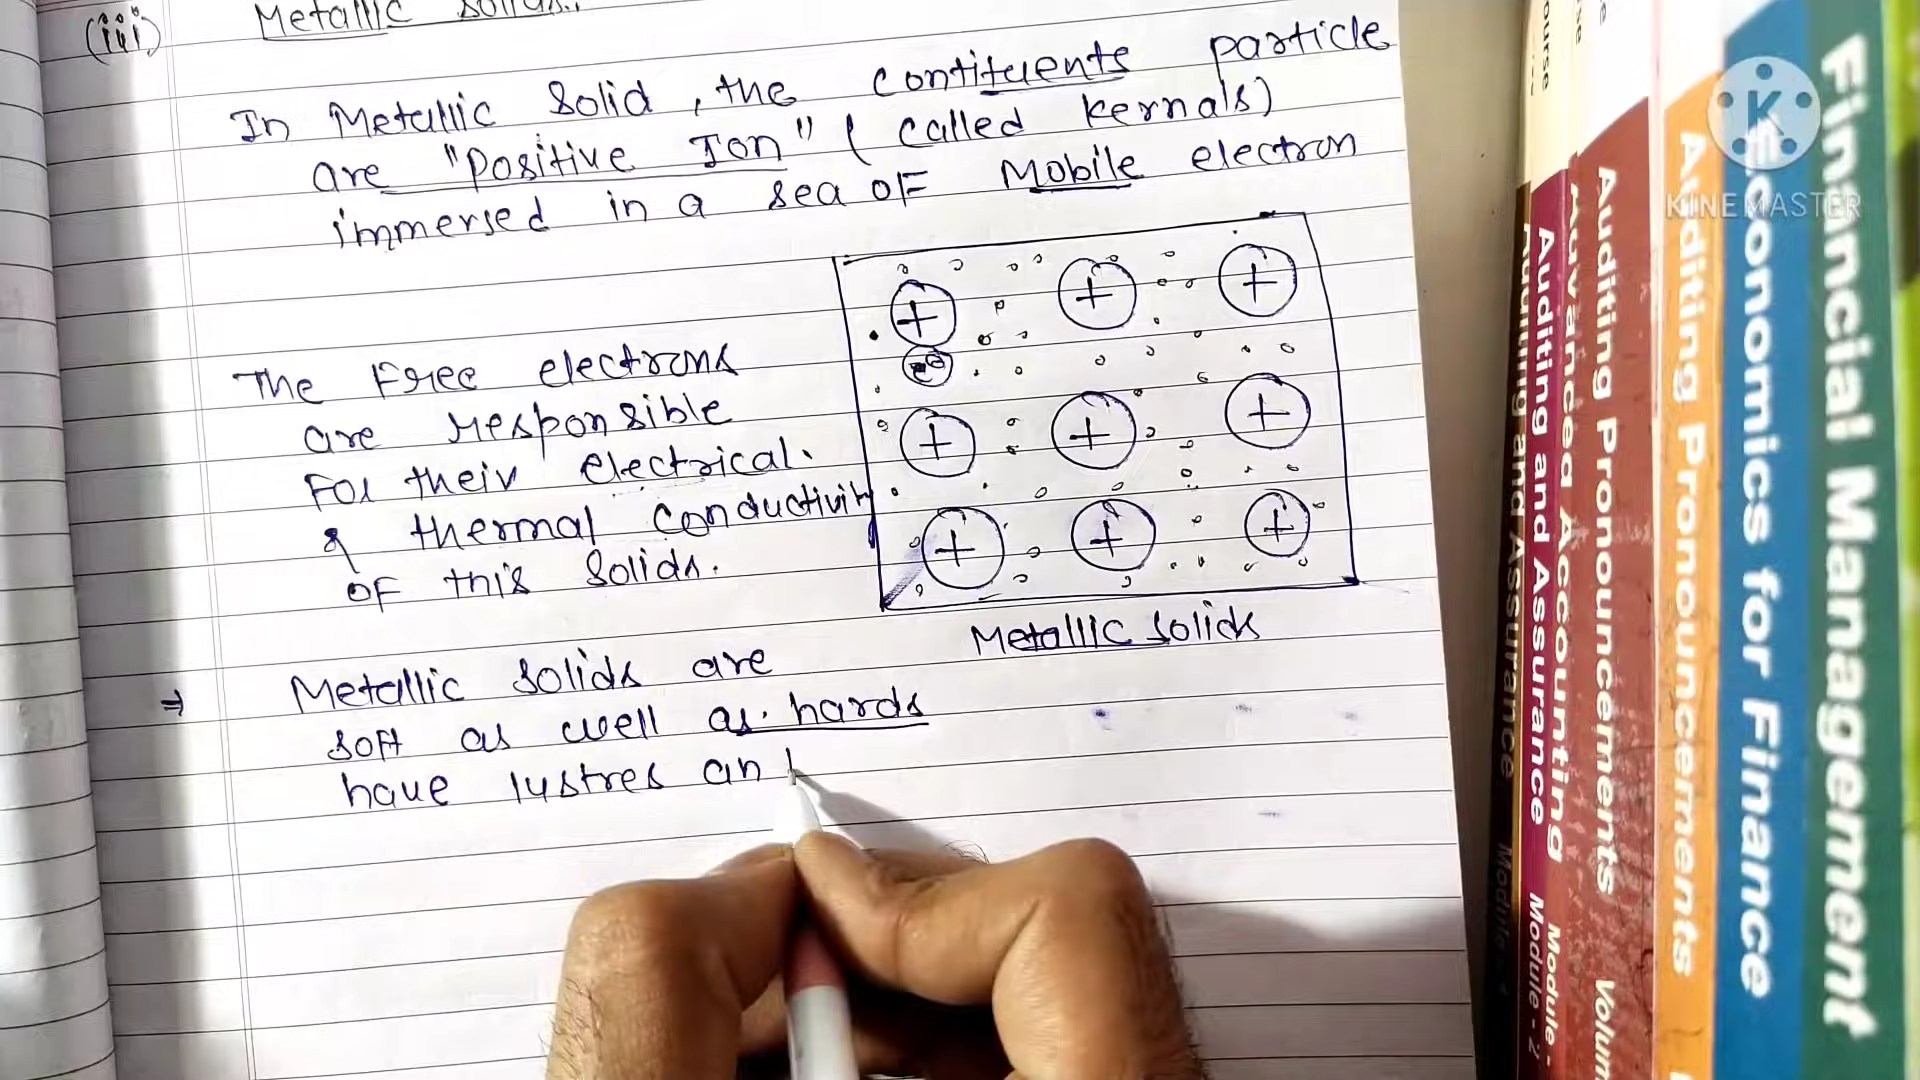 (iii) Metallic solids:
In Metallic Solid, the contituents particle
are "positive Ion" ( called kernals)
immersed in a sea OF Mobile electron
The Free electrons
are responsible
For their electrical.
& thermal conductivity
OF this Solids.
+ + +
+ + +
+ + +
Metallic solids
⇒ Metallic solids are
soft as well as. hards
have lustres an
K
KINEMASTER
Auditing and Assurance Module -
Auditing and Assurance Module - 2
Advanced Accounting Module -
Auditing Pronouncements Volum
Auditing Pronouncements
Economics for Finance
Financial Management